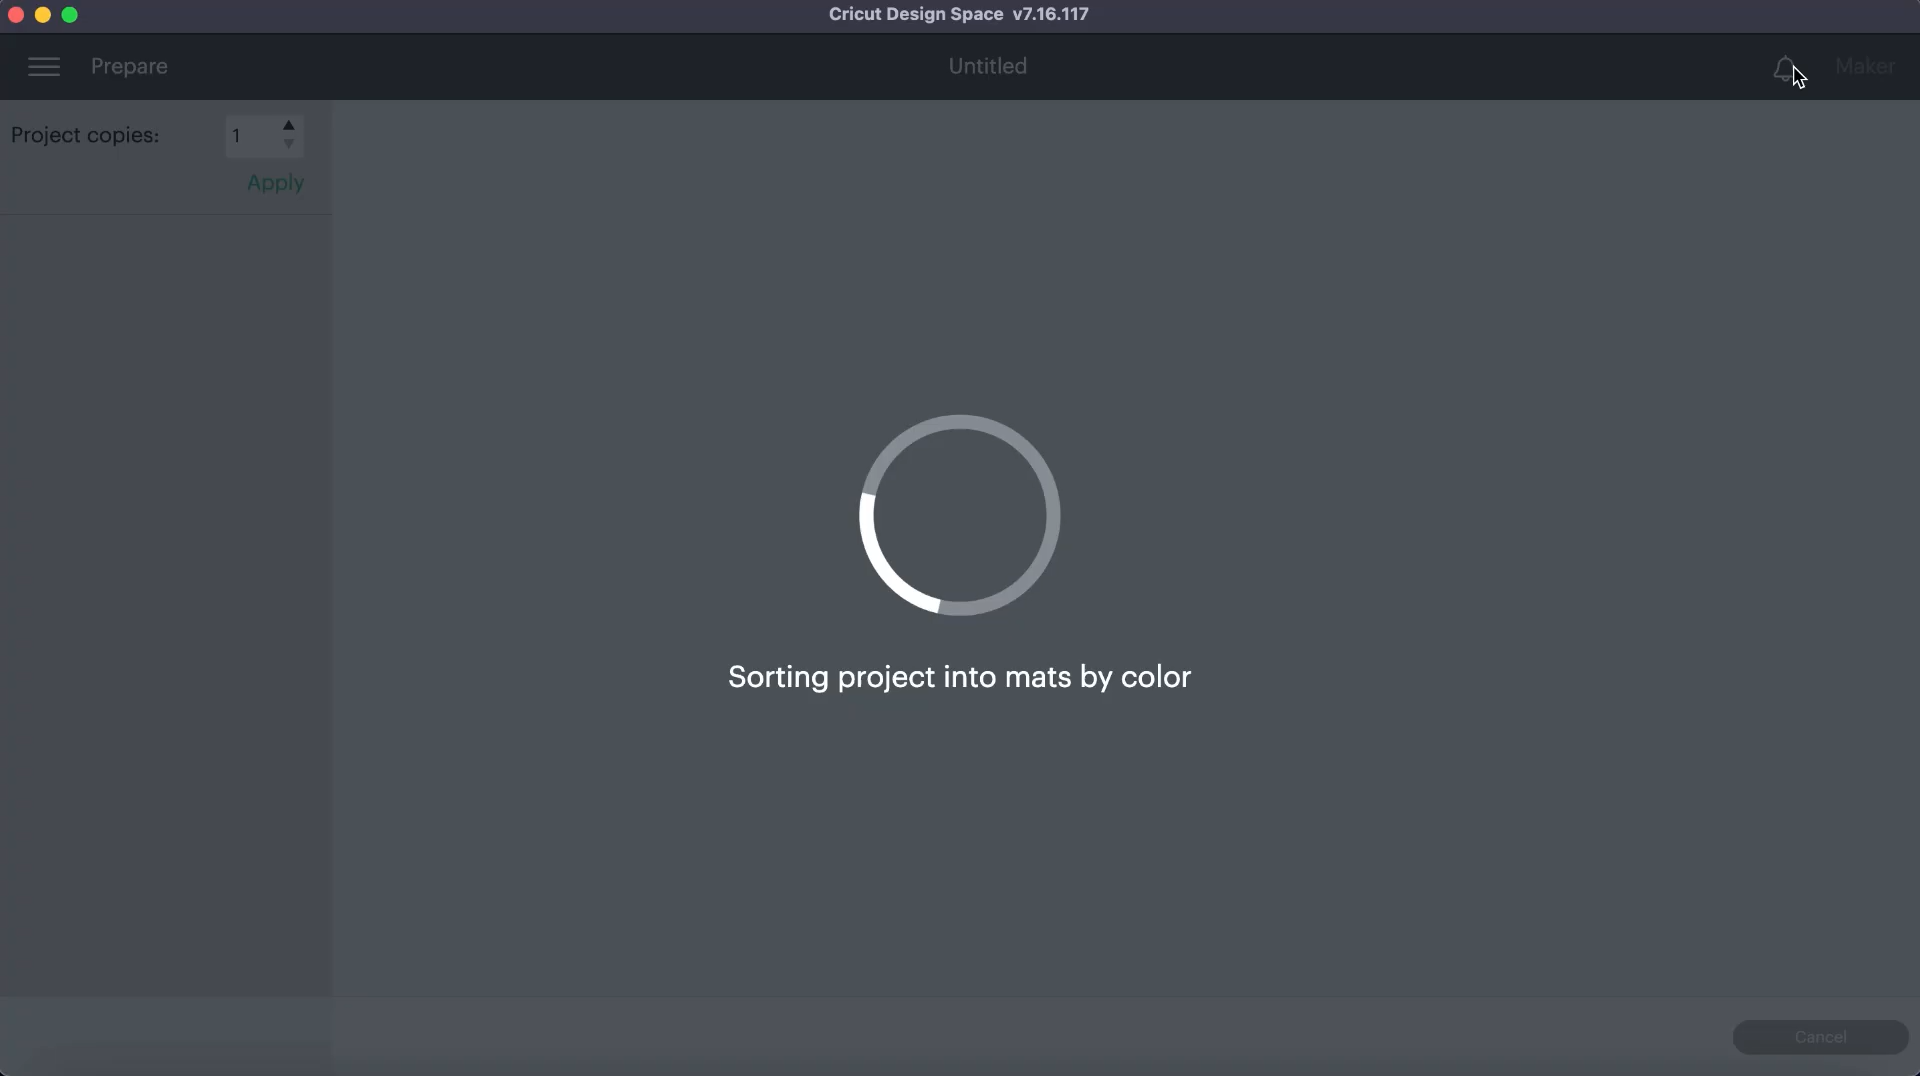 Cricut Design Space v7.16.117
Prepare
Untitled
Maker
Project copies:
1
Apply
Sorting project into mats by color
Cancel